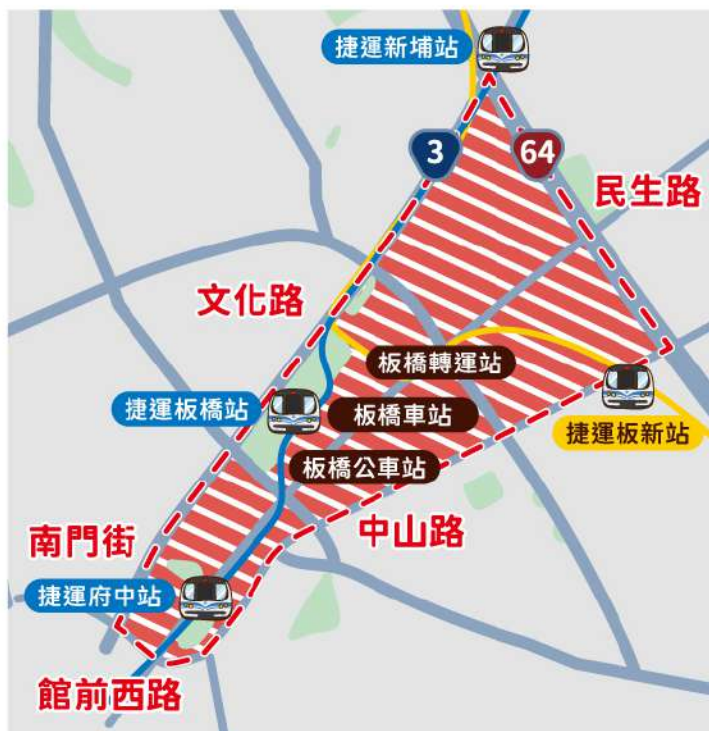 捷運新埔站
3
64
民生路
文化路
板橋轉運站
捷運板橋站
板橋車站
捷運板新站
板橋公車站
中山路
南門街
捷運府中站
館前西路